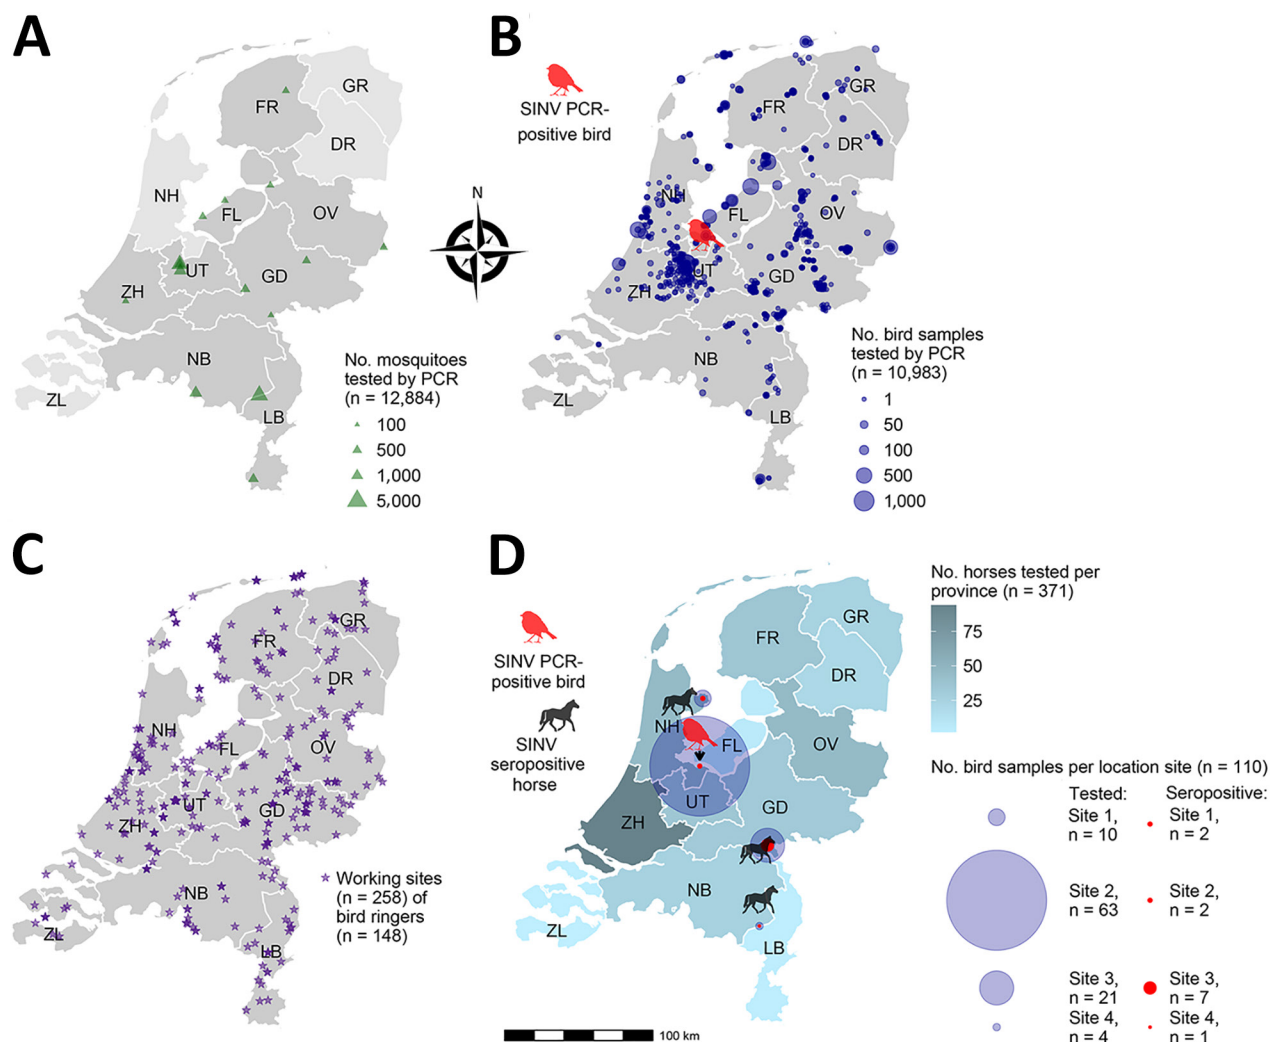 A
FR
GR
DR
NH
FL
OV
UT
GD
ZH
NB
ZL
LB
No. mosquitoes
tested by PCR
(n = 12,884)
100
500
1,000
5,000
N
B
SINV PCR-
positive bird
FR
GR
DR
NH
FL
OV
UT
GD
ZH
NB
ZL
LB
No. bird samples
tested by PCR
(n = 10,983)
1
50
100
500
1,000
C
GR
FR
DR
NH
FL
OV
UT
GD
ZH
NB
ZL
LB
Working sites
(n = 258) of
bird ringers
(n = 148)
D
SINV PCR-
positive bird
SINV
seropositive
horse
GR
FR
DR
NH
FL
OV
UT
GD
ZH
NB
ZL
LB
100 km
No. horses tested per
province (n = 371)
75
50
25
No. bird samples per location site (n = 110)
Tested:
Seropositive:
Site 1,
n = 10
Site 1,
n = 2
Site 2,
n = 63
Site 2,
n = 2
Site 3,
n = 21
Site 3,
n = 7
Site 4,
n = 4
Site 4,
n = 1